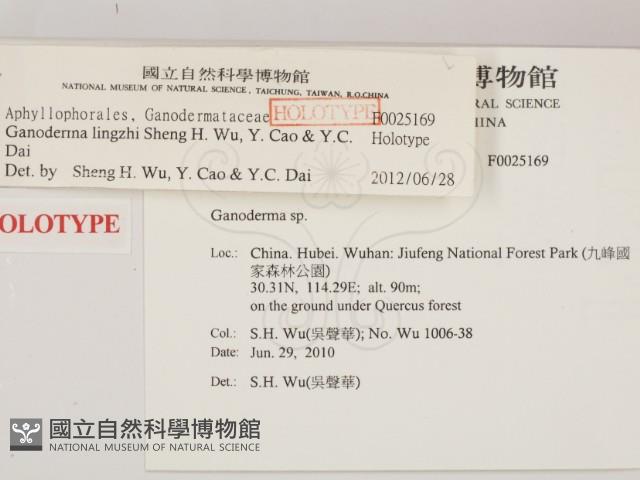 國立自然科學博物館
NATIONAL MUSEUM OF NATURAL SCIENCE, TAICHUNG, TAIWAN, R.O.CHINA
Aphyllophorales, Ganodermataceae HOLOTYPE F0025169
Ganoderma lingzhi Sheng H. Wu, Y. Cao & Y.C. Holotype
Dai
Det. by Sheng H. Wu, Y. Cao & Y.C. Dai 2012/06/28
博物館
RAL SCIENCE
HINA
F0025169
HOLOTYPE
Ganoderma sp.
Loc.: China. Hubei. Wuhan: Jiufeng National Forest Park (九峰國
家森林公園)
30.31N, 114.29E; alt. 90m;
on the ground under Quercus forest
Col.: S.H. Wu(吳聲華); No. Wu 1006-38
Date: Jun. 29, 2010
Det.: S.H. Wu(吳聲華)
國立自然科學博物館
NATIONAL MUSEUM OF NATURAL SCIENCE